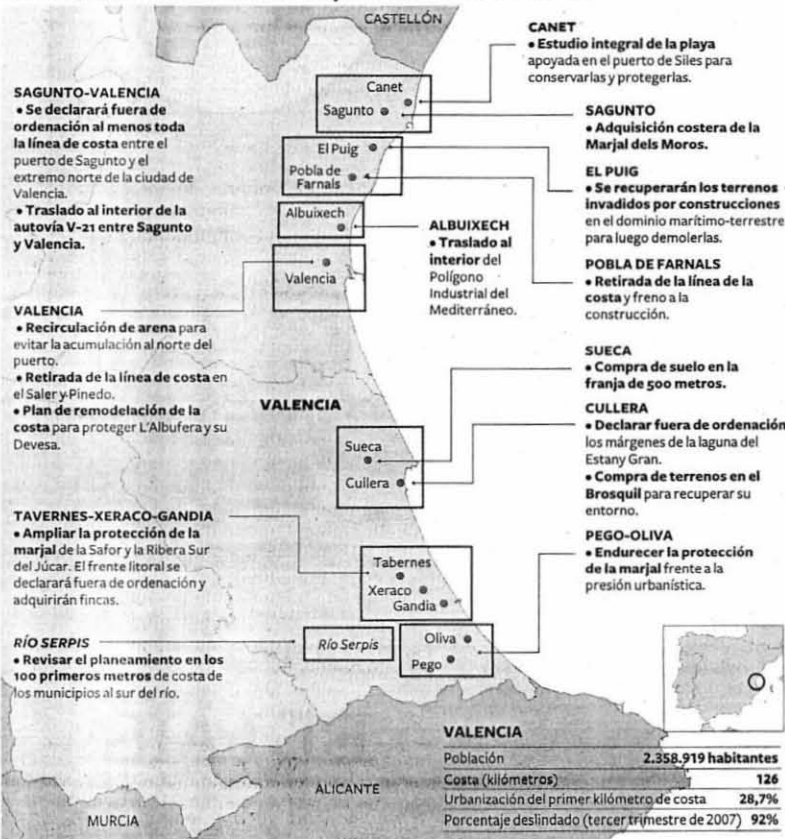 CASTELLÓN
SAGUNTO-VALENCIA
• Se declarará fuera de
ordenación al menos toda
la línea de costa entre el
puerto de Sagunto y el
extremo norte de la ciudad de
Valencia.
• Traslado al interior de la
autovía V-21 entre Sagunto
y Valencia.
VALENCIA
• Recirculación de arena para
evitar la acumulación al norte del
puerto.
• Retirada de la línea de costa en
el Saler y Pinedo.
• Plan de remodelación de la
costa para proteger L'Albufera y su
Devesa.
TAVERNES-XERACO-GANDIA
• Ampliar la protección de la
marjal de la Safor y la Ribera Sur
del Júcar. El frente litoral se
declarará fuera de ordenación y
adquirirán fincas.
RÍO SERPIS
• Revisar el planeamiento en los
100 primeros metros de costa de
los municipios al sur del río.
Canet
Sagunto
El Puig
Pobla de
Farnals
Albuixech
Valencia
VALENCIA
Sueca
Cullera
Tabernes
Xeraco
Gandia
Río Serpis
Oliva
Pego
ALICANTE
MURCIA
CANET
• Estudio integral de la playa
apoyada en el puerto de Siles para
conservarlas y protegerlas.
SAGUNTO
• Adquisición costera de la
Marjal dels Moros.
EL PUIG
• Se recuperarán los terrenos
invadidos por construcciones
en el dominio marítimo-terrestre
para luego demolerlas.
ALBUIXECH
• Traslado al
interior del
Polígono
Industrial del
Mediterráneo.
POBLA DE FARNALS
• Retirada de la línea de la
costa y freno a la
construcción.
SUECA
• Compra de suelo en la
franja de 500 metros.
CULLERA
• Declarar fuera de ordenación
los márgenes de la laguna del
Estany Gran.
• Compra de terrenos en el
Brosquil para recuperar su
entorno.
PEGO-OLIVA
• Endurecer la protección
de la marjal frente a la
presión urbanística.
VALENCIA
Población 2.358.919 habitantes
Costa (kilómetros) 126
Urbanización del primer kilómetro de costa 28,7%
Porcentaje deslindado (tercer trimestre de 2007) 92%